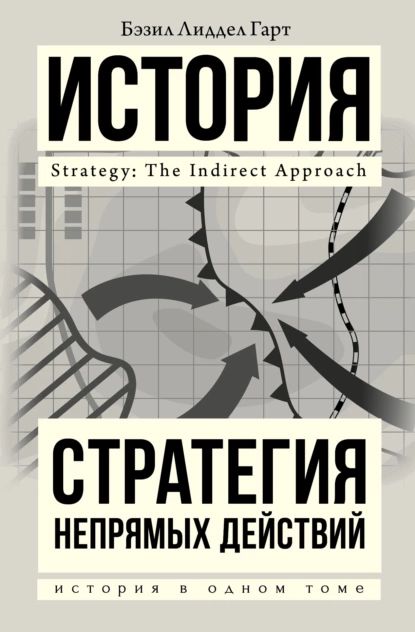 Бэзил Лиддел Гарт
ИСТОРИЯ
Strategy: The Indirect Approach
СТРАТЕГИЯ
НЕПРЯМЫХ ДЕЙСТВИЙ
история в одном томе